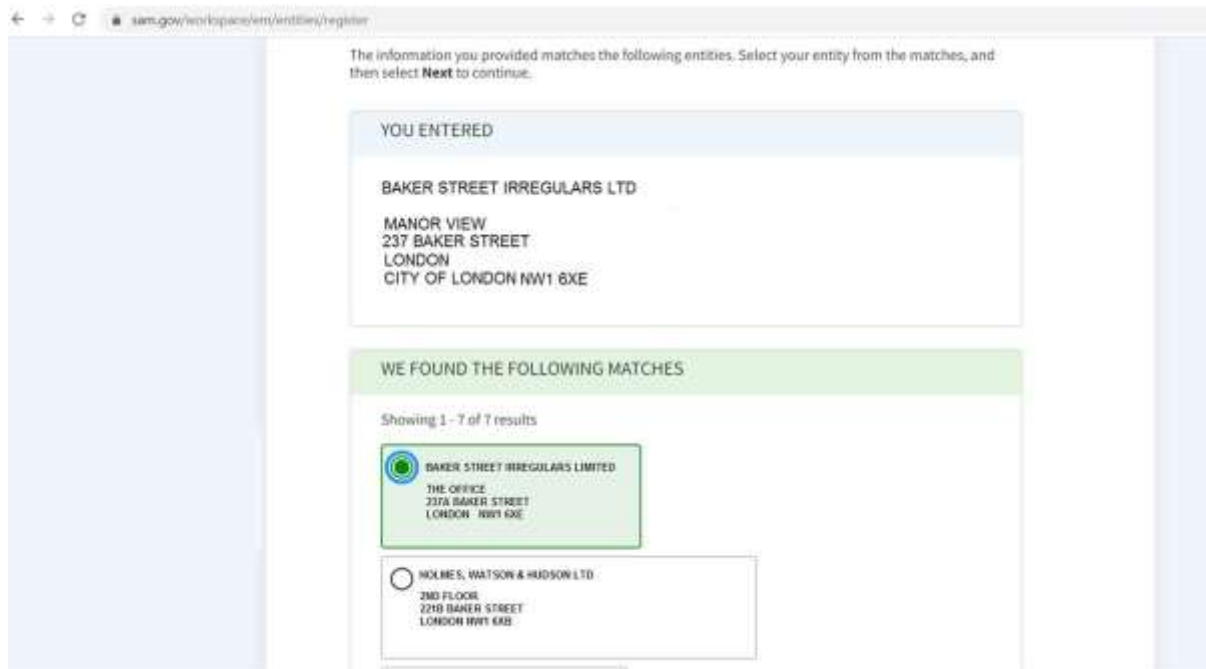 sam.gov/workspace/em/entities/register
The information you provided matches the following entities. Select your entity from the matches, and
then select Next to continue.
YOU ENTERED
BAKER STREET IRREGULARS LTD
MANOR VIEW
237 BAKER STREET
LONDON
CITY OF LONDON NW1 6XE
WE FOUND THE FOLLOWING MATCHES
Showing 1 - 7 of 7 results
BAKER STREET IRREGULARS LIMITED
THE OFFICE
237A BAKER STREET
LONDON NW1 6XE
HOLMES, WATSON & HUDSON LTD
2ND FLOOR
221B BAKER STREET
LONDON NW1 6XB